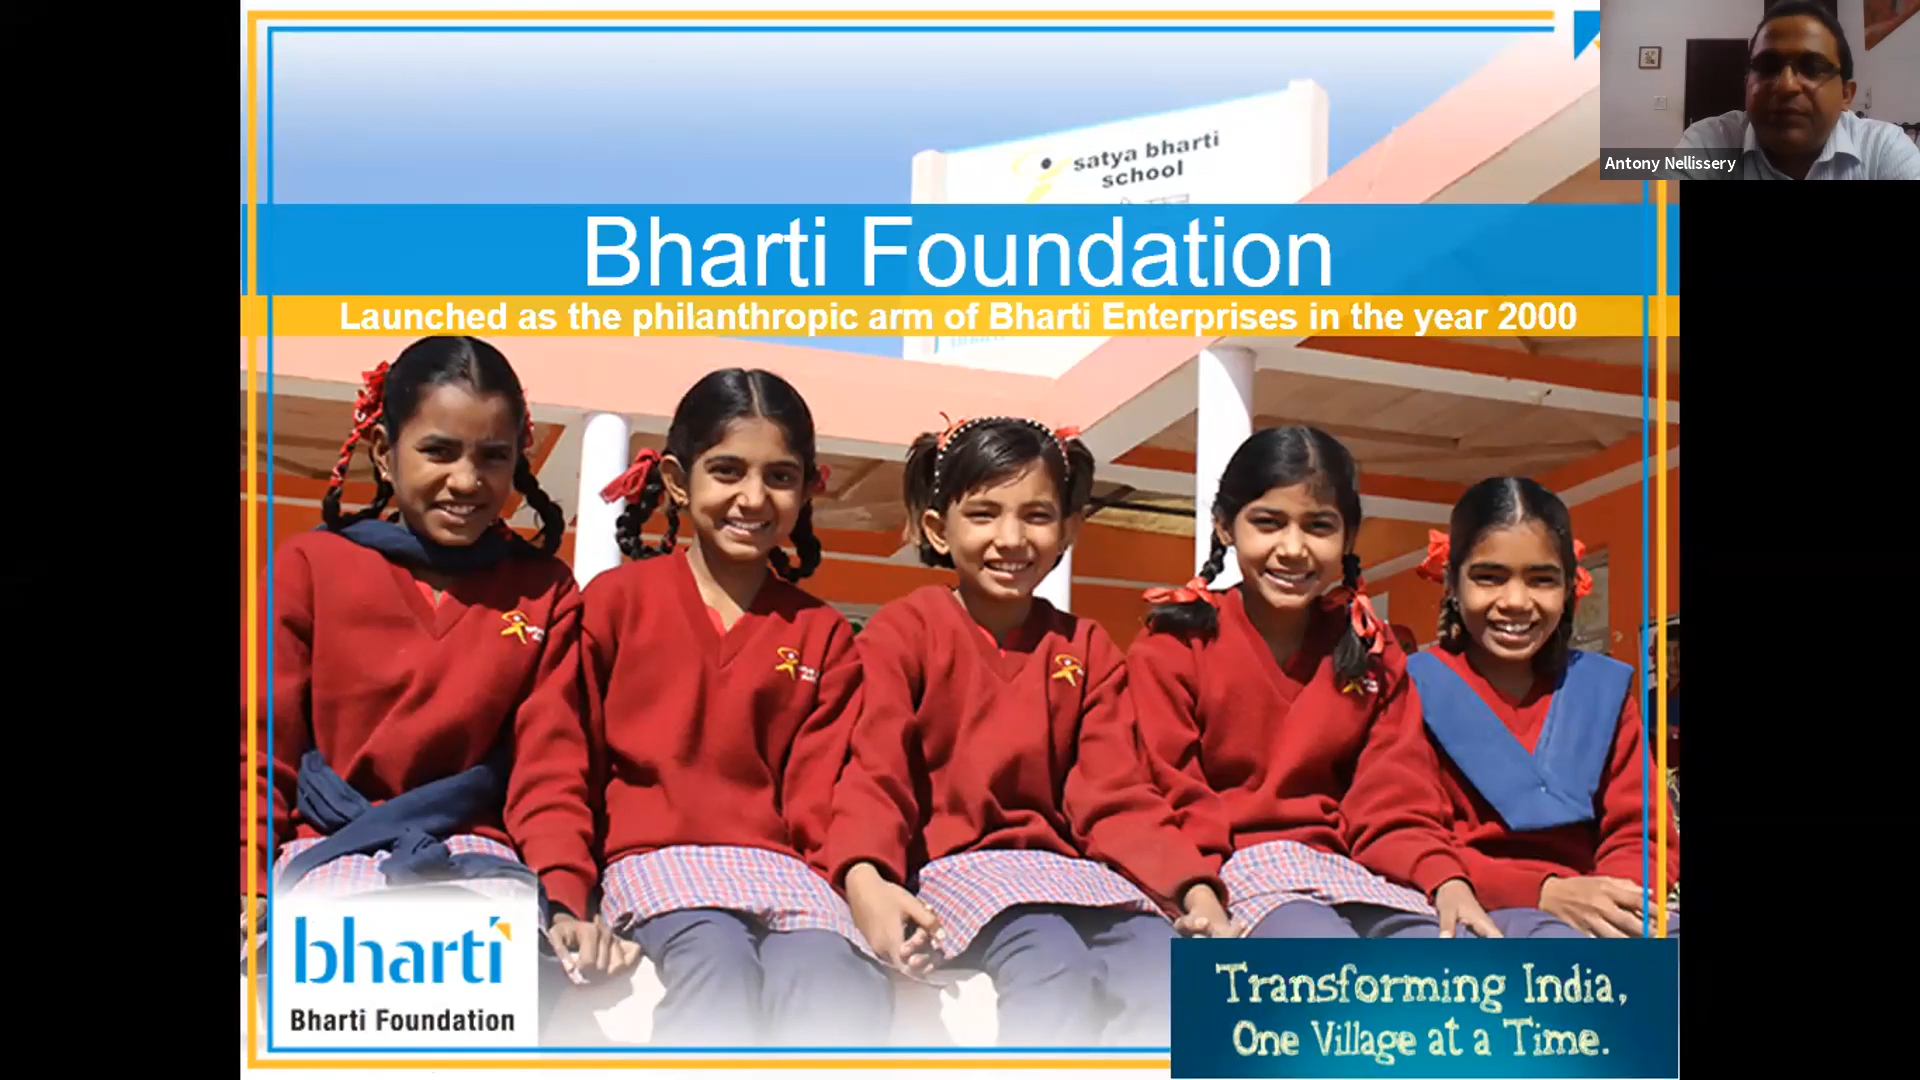 Antony Nellissery
satya bharti
school
Bharti Foundation
Launched as the philanthropic arm of Bharti Enterprises in the year 2000
bharti
Bharti Foundation
Transforming India,
One Village at a Time.